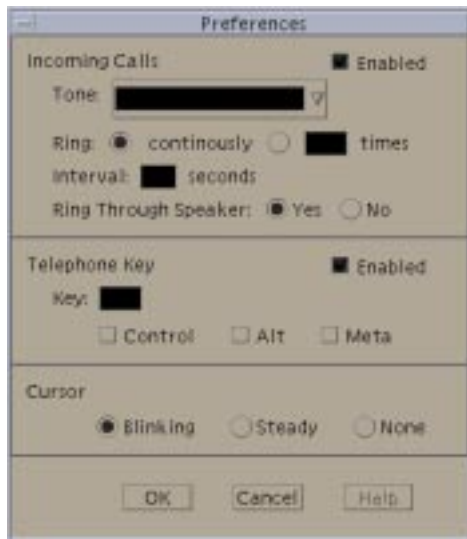 Preferences
Incoming Calls Enabled
Tone:
Ring: continously times
Interval: seconds
Ring Through Speaker: Yes No
Telephone Key Enabled
Key:
Control Alt Meta
Cursor
Blinking Steady None
OK Cancel Help